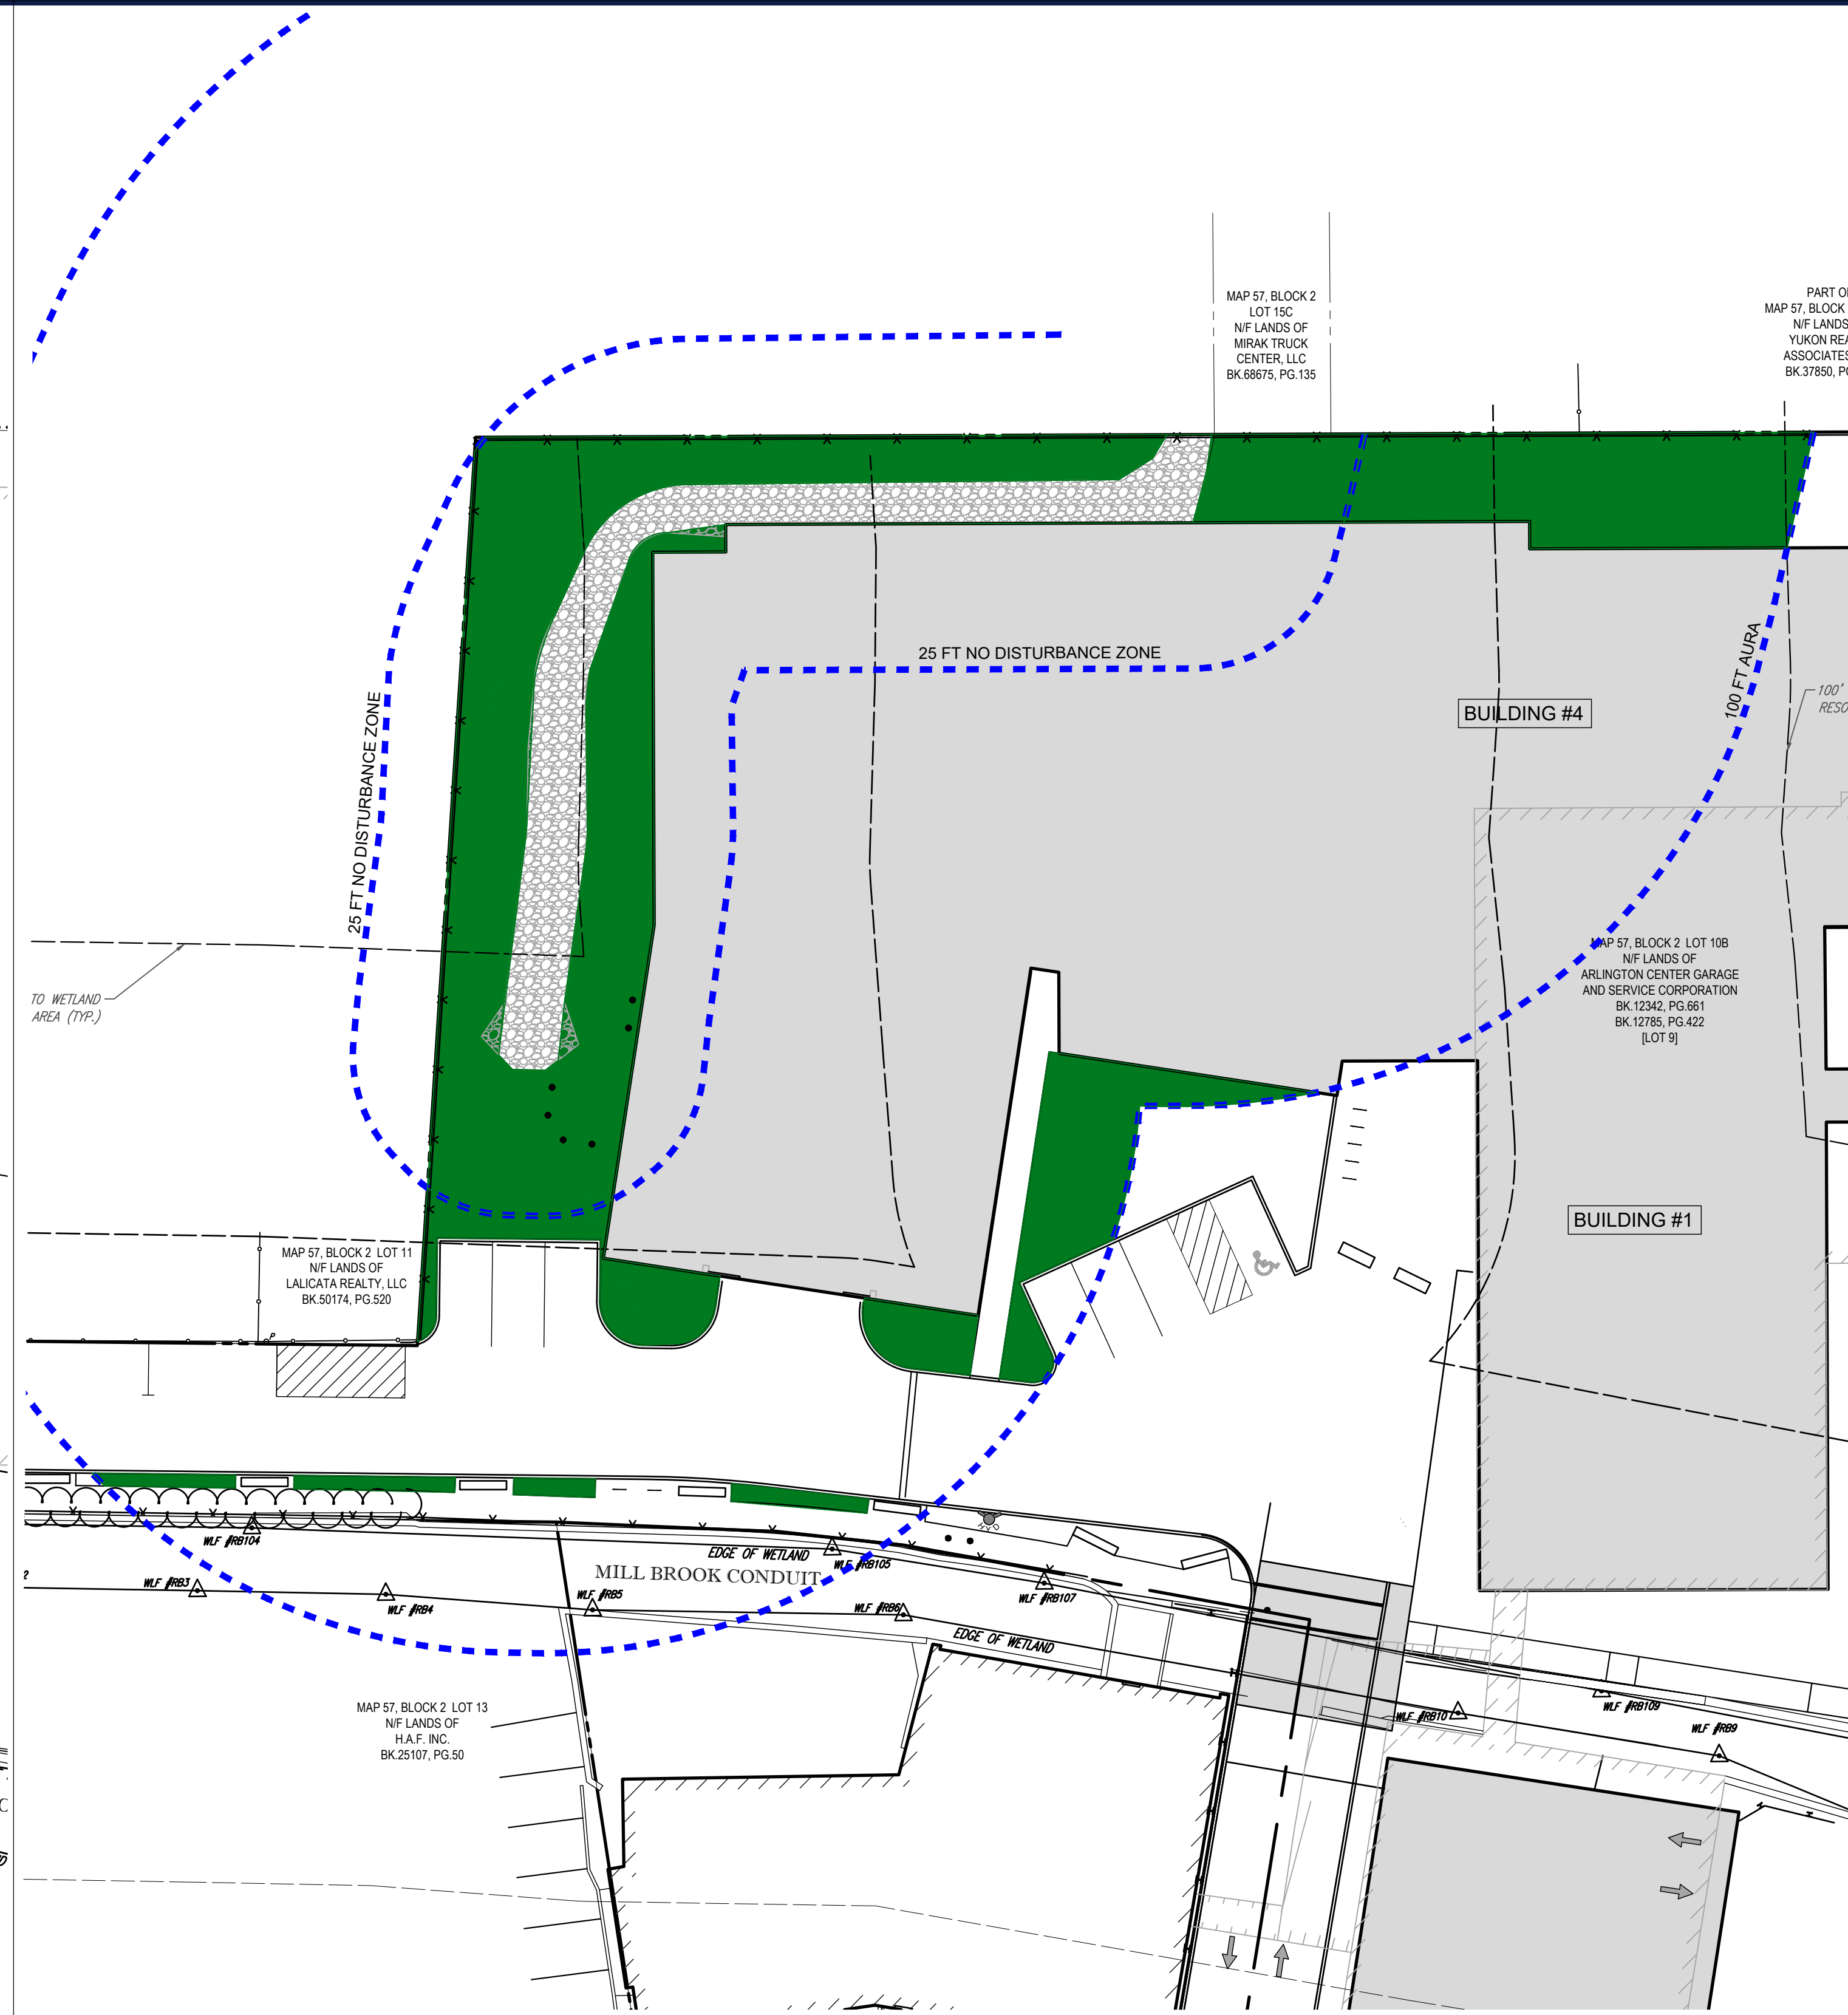 MAP 57, BLOCK 2
LOT 15C
N/F LANDS OF
MIRAK TRUCK
CENTER, LLC
BK.68675, PG.135
MAP 57, BLOCK
N/F LANDS
BK.37850,
25 FT NO DISTURBANCE ZONE
25 FT NO DISTURBANCE ZONE
100 FT AURA
100'
BUILDING #4
MAP 57, BLOCK 2 LOT 10B
N/F LANDS OF
ARLINGTON CENTER GARAGE
AND SERVICE CORPORATION
BK.12342, PG.661
BK.12785, PG.422
[LOT 9]
TO WETLAND
AREA (TYP.)
BUILDING #1
MAP 57, BLOCK 2 LOT 11
N/F LANDS OF
LALICATA REALTY, LLC
BK.50174, PG.520
WLF #RB104
EDGE OF WETLAND
WLF #RB105
MILL BROOK CONDUIT
WLF #RB3
WLF #RB4
WLF #RB5
WLF #RB6
WLF #RB107
HYD
EDGE OF WETLAND
WLF #RB10
WLF #RB109
WLF #RB9
MAP 57, BLOCK 2 LOT 13
N/F LANDS OF
H.A.F. INC.
BK.25107, PG.50